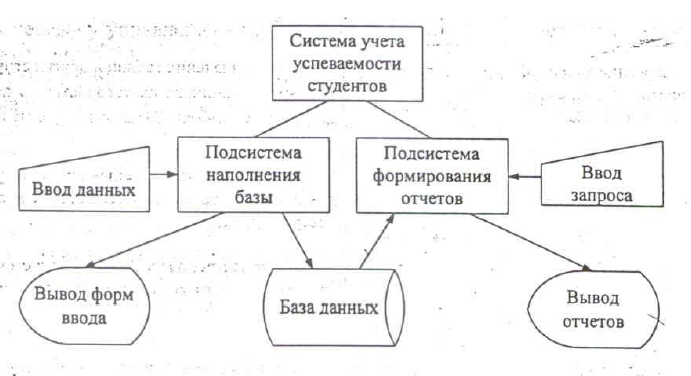 Система учета
успеваемости
студентов
Подсистема
наполнения
базы
Подсистема
формирования
отчетов
Ввод данных
Ввод
запроса
Вывод форм
ввода
База данных
Вывод
отчетов